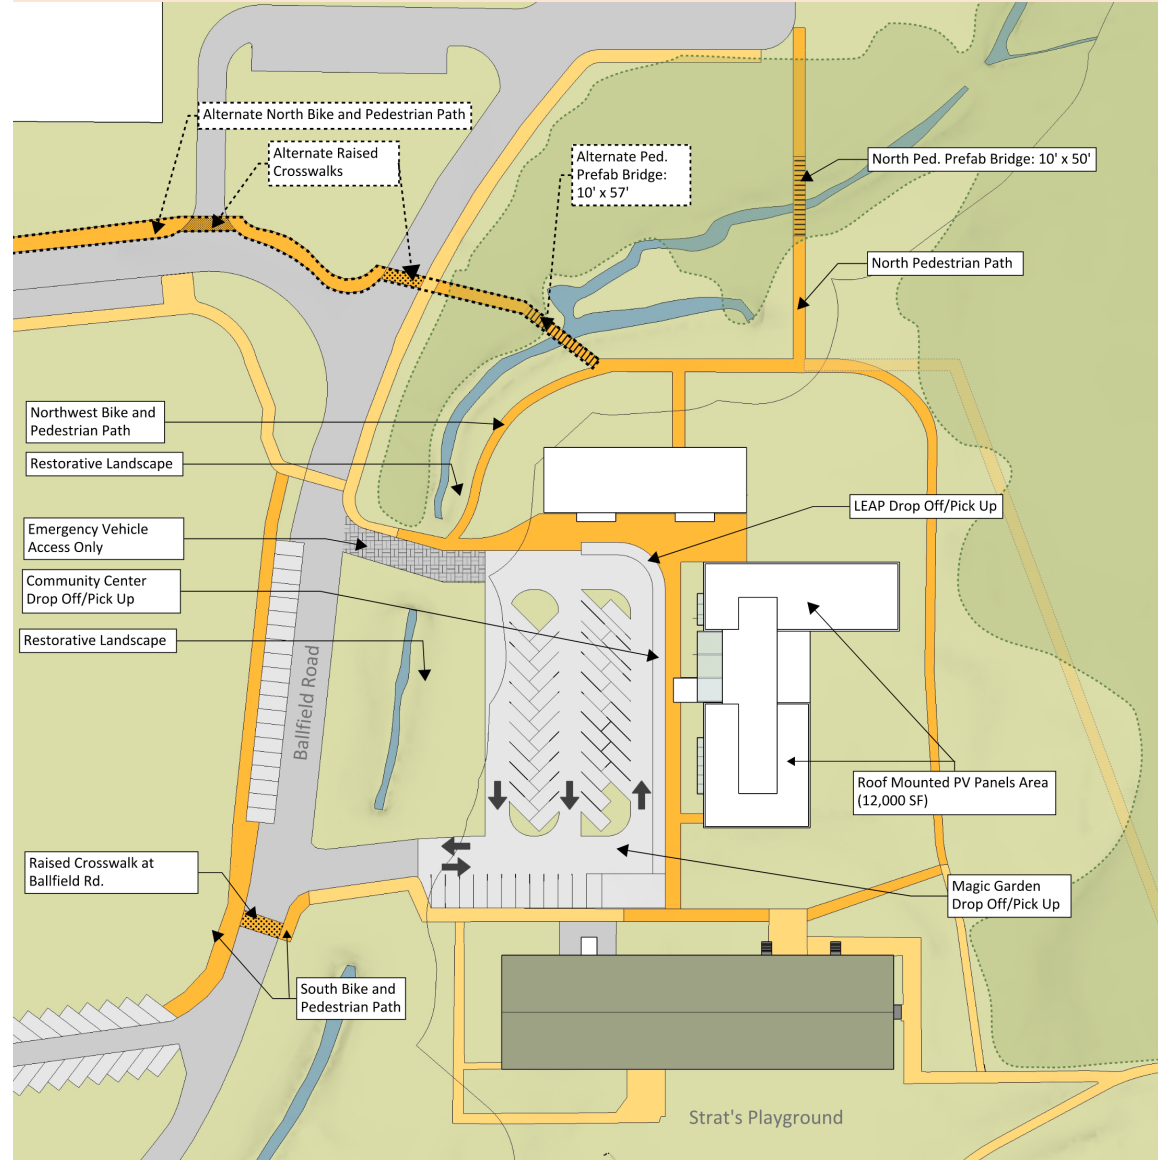 Alternate North Bike and Pedestrian Path
Alternate Raised
Crosswalks
Alternate Ped.
Prefab Bridge:
10' x 57'
North Ped. Prefab Bridge: 10' x 50'
North Pedestrian Path
Northwest Bike and
Pedestrian Path
Restorative Landscape
LEAP Drop Off/Pick Up
Emergency Vehicle
Access Only
Community Center
Drop Off/Pick Up
Restorative Landscape
Ballfield Road
Roof Mounted PV Panels Area
(12,000 SF)
Raised Crosswalk at
Ballfield Rd.
Magic Garden
Drop Off/Pick Up
South Bike and
Pedestrian Path
Strat's Playground